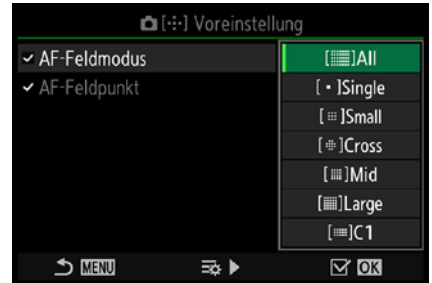 Voreinstellung
AF-Feldmodus
AF-Feldpunkt
[ ]All
[ ]Single
[ ]Small
[ ]Cross
[ ]Mid
[ ]Large
[ ]C1
MENU
OK